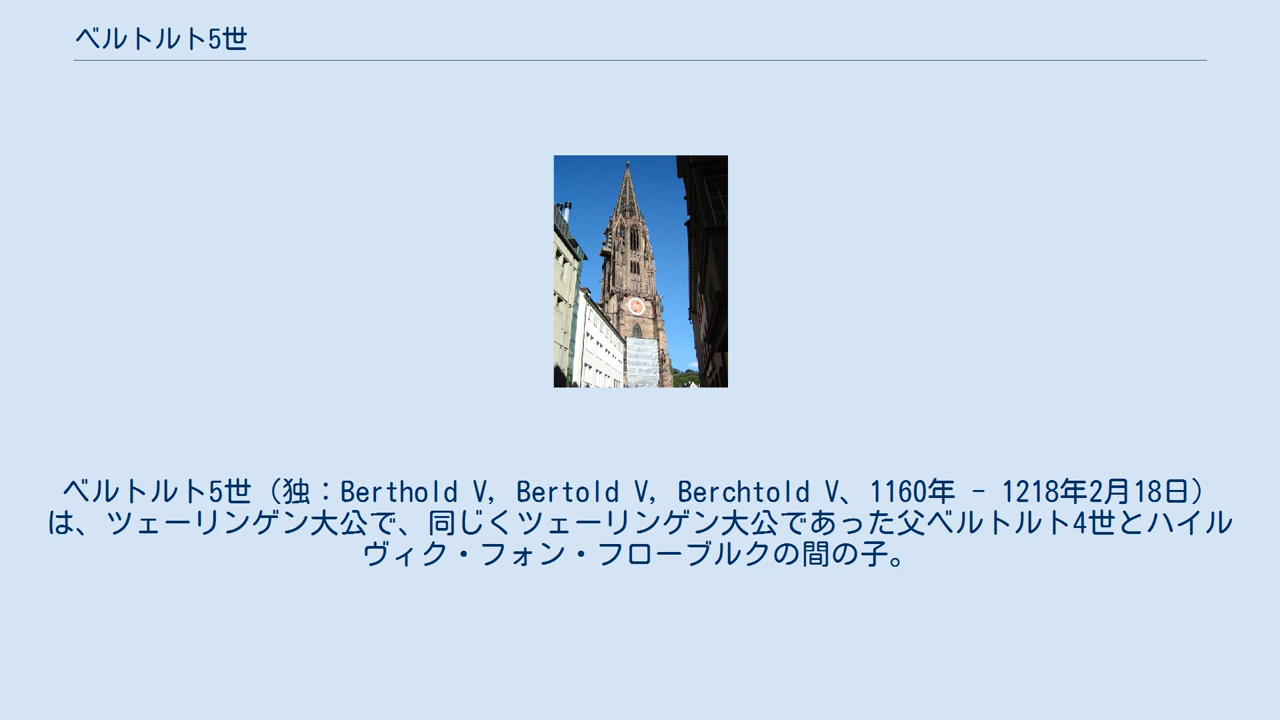 ベルトルト5世
ベルトルト5世（独：Berthold V, Bertold V, Berchtold V、1160年 - 1218年2月18日）
は、ツェーリンゲン大公で、同じくツェーリンゲン大公であった父ベルトルト4世とハイル
ヴィク・フォン・フローブルクの間の子。